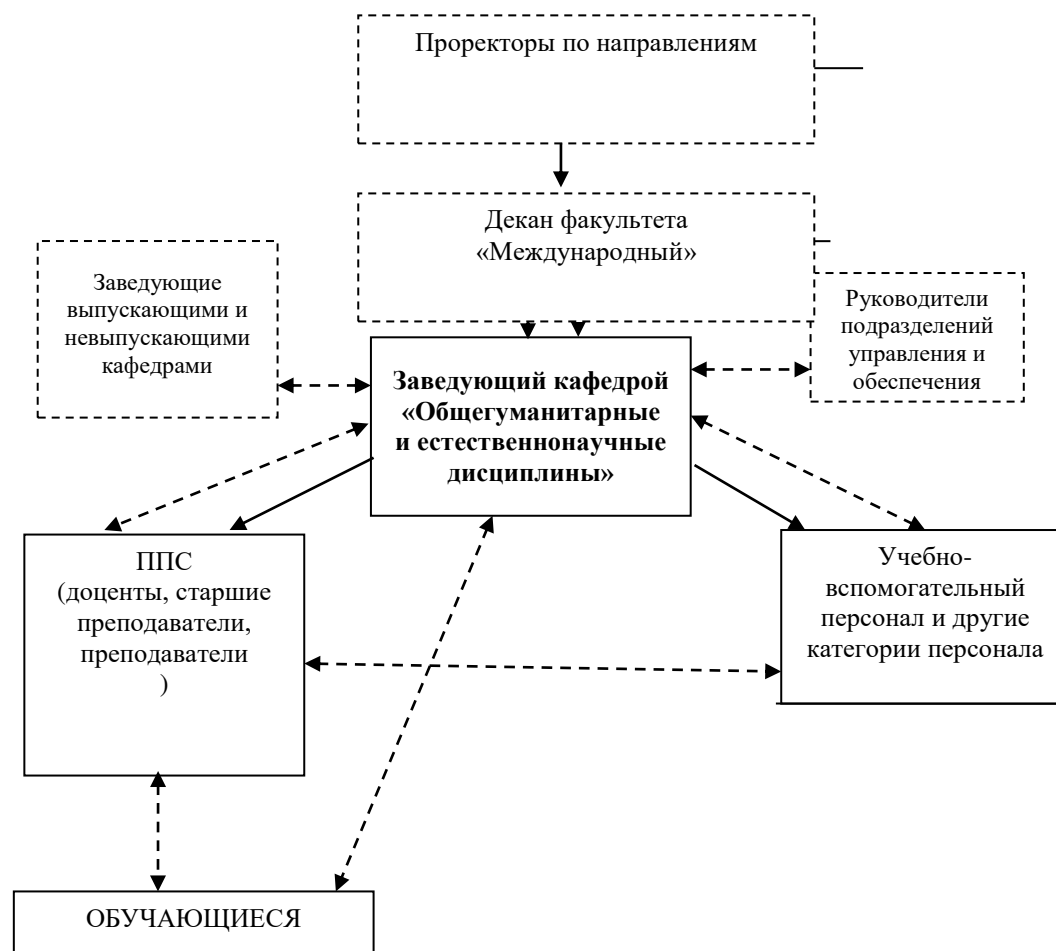 Проректоры по направлениям
Декан факультета
«Международный»
Заведующие
выпускающими и
невыпускающими
кафедрами
Руководители
подразделений
управления и
обеспечения
Заведующий кафедрой
«Общегуманитарные
и естественнонаучные
дисциплины»
ППС
(доценты, старшие
преподаватели,
преподаватели
)
Учебно-
вспомогательный
персонал и другие
категории персонала
ОБУЧАЮЩИЕСЯ